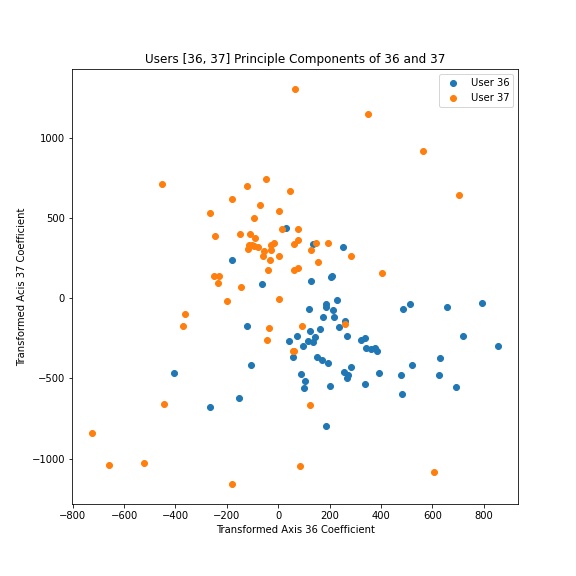 Users [36, 37] Principle Components of 36 and 37
User 36
User 37
Transformed Acis 37 Coefficient
1000
500
0
−500
−1000
−800 −600 −400 −200 0 200 400 600 800
Transformed Axis 36 Coefficient